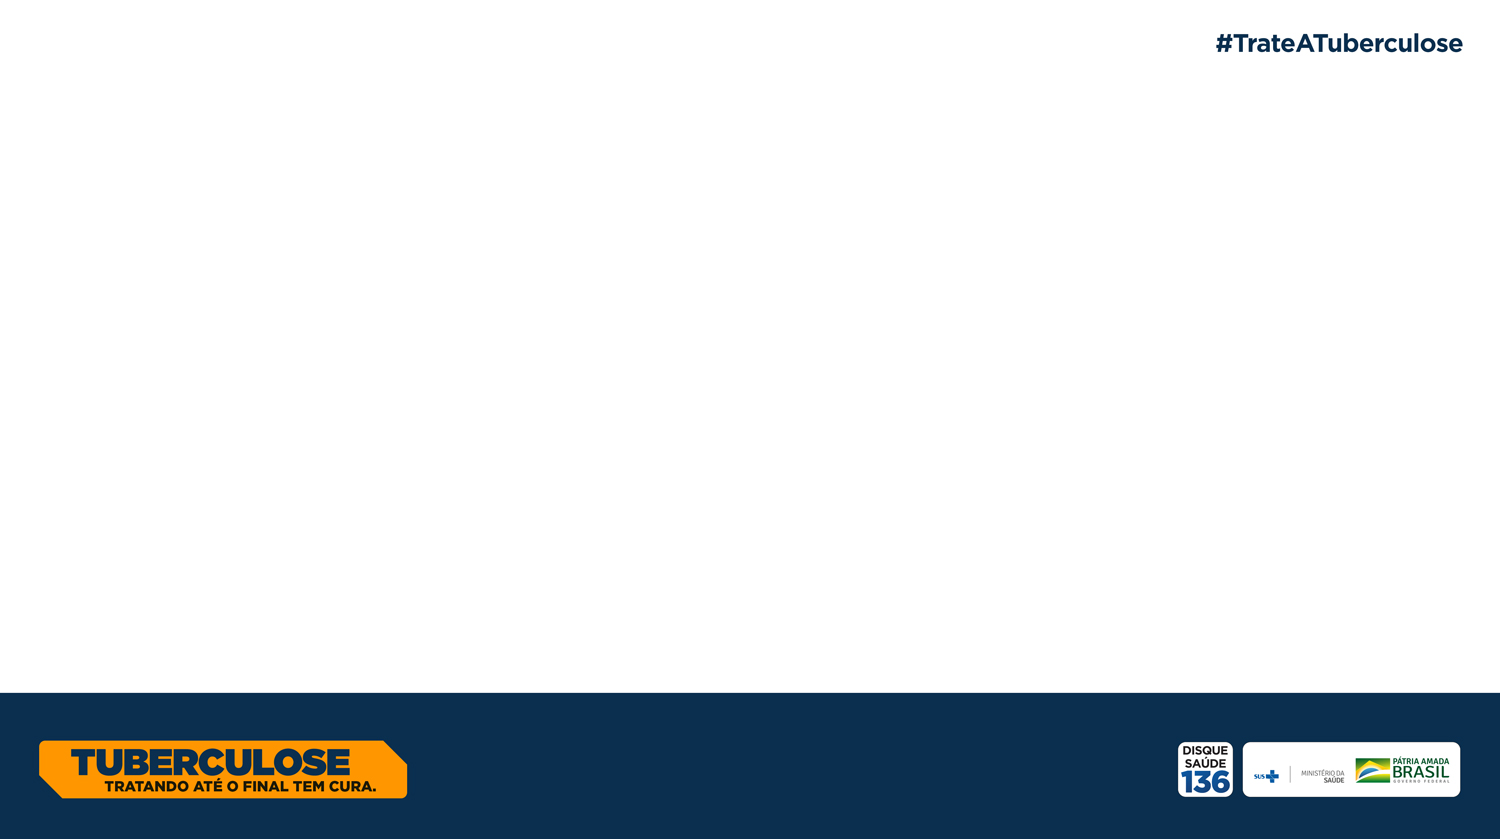 #TrateATuberculose
TUBERCULOSE
TRATANDO ATÉ O FINAL TEM CURA.
DISQUE
SAÚDE
136
SUS
MINISTÉRIO DA
SAÚDE
PÁTRIA AMADA
BRASIL
GOVERNO FEDERAL